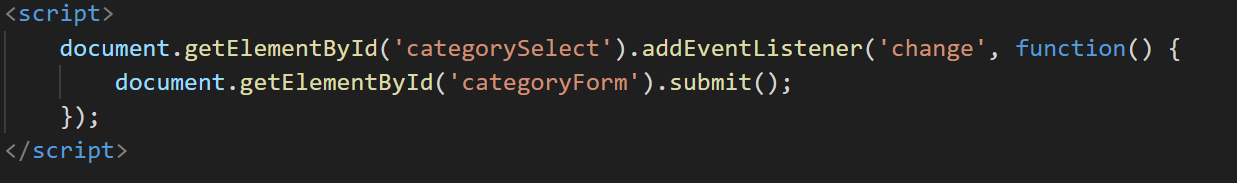 <script>
document.getElementById('categorySelect').addEventListener('change', function() {
document.getElementById('categoryForm').submit();
});
</script>